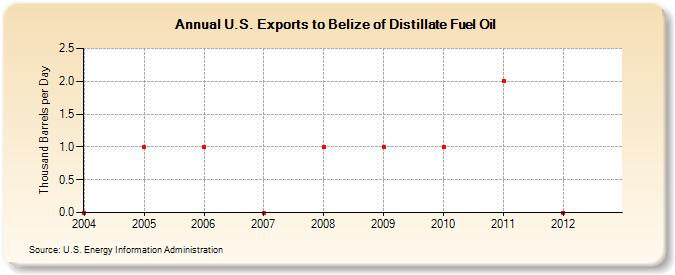 Annual U.S. Exports to Belize of Distillate Fuel Oil
Thousand Barrels per Day
2.5
2.0
1.5
1.0
0.5
0.0
2004 2005 2006 2007 2008 2009 2010 2011 2012
Source: U.S. Energy Information Administration